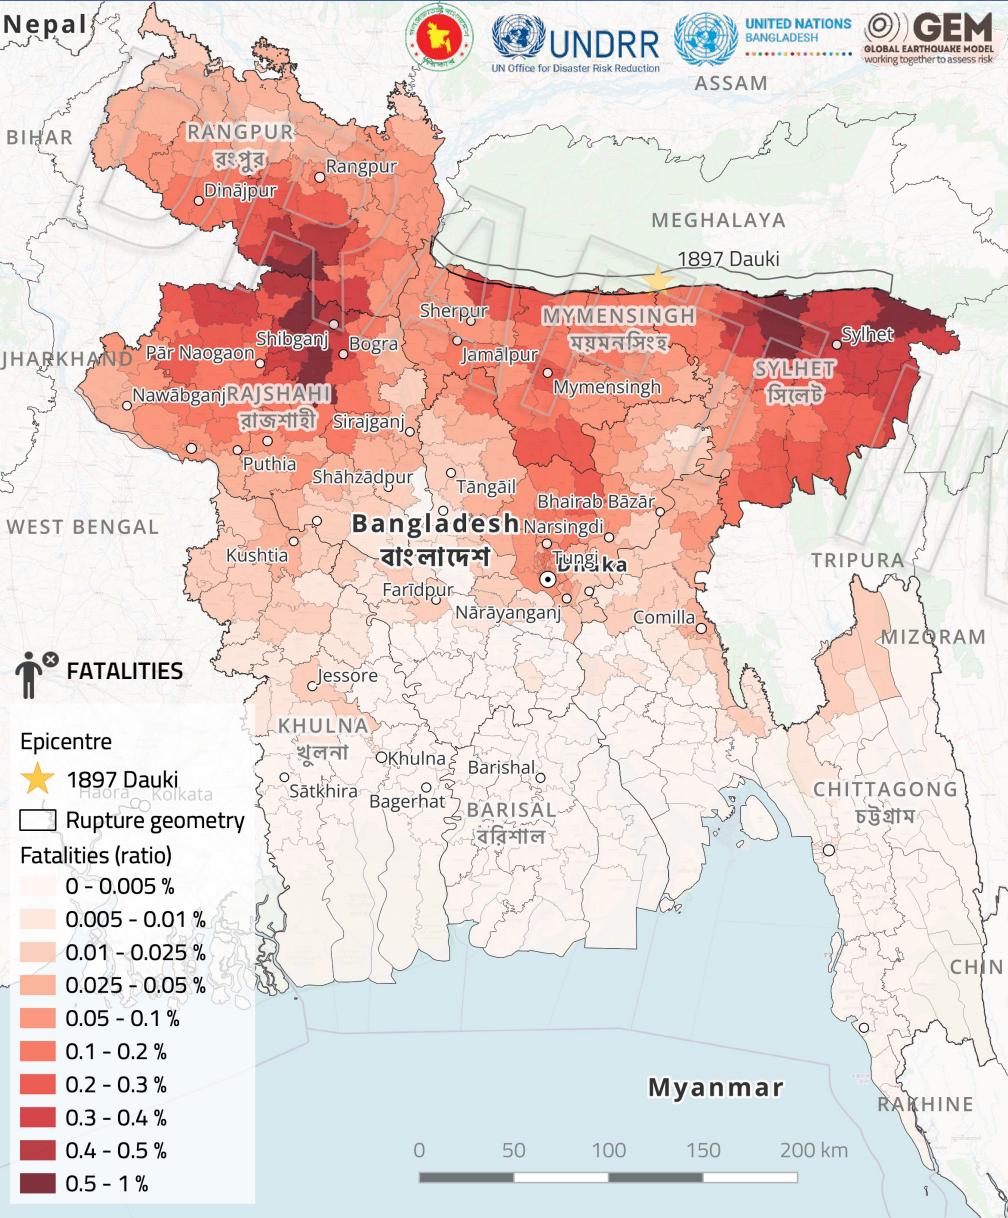 Nepal
UNDRR
UN Office for Disaster Risk Reduction
UNITED NATIONS
BANGLADESH
GEM
GLOBAL EARTHQUAKE MODEL
working together to assess risk
ASSAM
BIHAR
RANGPUR
রংপুর
Rangpur
Dinājpur
MEGHALAYA
1897 Dauki
DRAFT
Sherpur
MYMENSINGH
ময়মনসিংহ
Sylhet
Shibganj
Bogra
JHARKHAND
Pār Naogaon
Jamālpur
SYLHET
সিলেট
Mymensingh
Nawābganj
RAJSHAHI
রাজশাহী
Sirajganj
Puthia
Shāhzādpur
Tāngāil
Bhairab Bāzār
WEST BENGAL
Bangladesh
বাংলাদেশ
Narsingdi
Kushtia
Tungi
Dhaka
TRIPURA
Farīdpur
Nārāyanganj
Comilla
MIZORAM
FATALITIES
Jessore
KHULNA
খুলনা
Epicentre
1897 Dauki
Khulna
Barishal
Haora
Kolkata
Sātkhira
Bagerhat
BARISAL
বরিশাল
CHITTAGONG
চট্টগ্রাম
Rupture geometry
Fatalities (ratio)
0 - 0.005 %
0.005 - 0.01 %
0.01 - 0.025 %
0.025 - 0.05 %
0.05 - 0.1 %
0.1 - 0.2 %
0.2 - 0.3 %
0.3 - 0.4 %
0.4 - 0.5 %
0.5 - 1 %
CHIN
Myanmar
RAKHINE
0 50 100 150 200 km